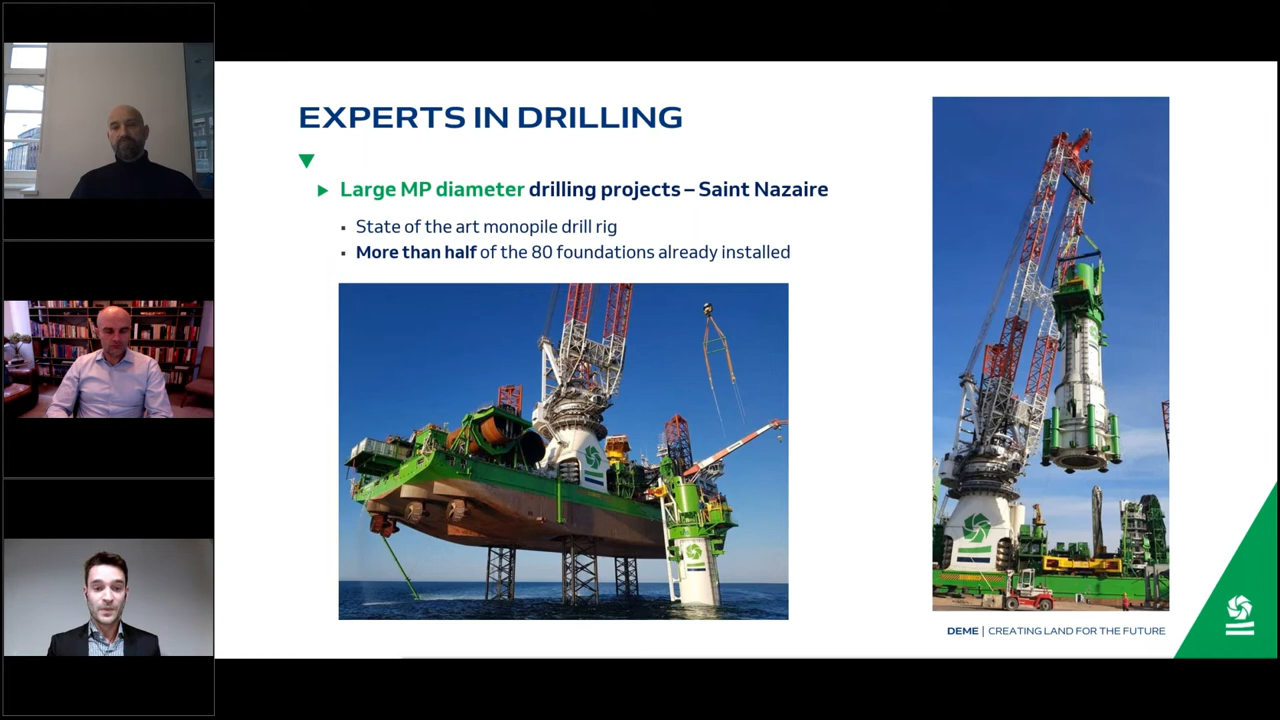 EXPERTS IN DRILLING
Large MP diameter drilling projects – Saint Nazaire
State of the art monopile drill rig
More than half of the 80 foundations already installed
DEME | CREATING LAND FOR THE FUTURE